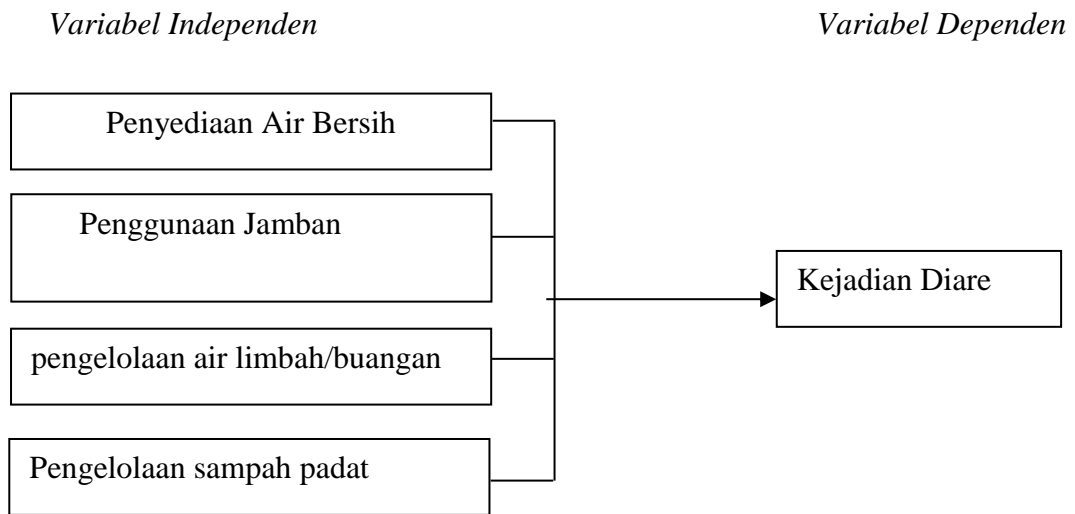 Variabel Independen
Variabel Dependen
Penyediaan Air Bersih
Penggunaan Jamban
Kejadian Diare
pengelolaan air limbah/buangan
Pengelolaan sampah padat